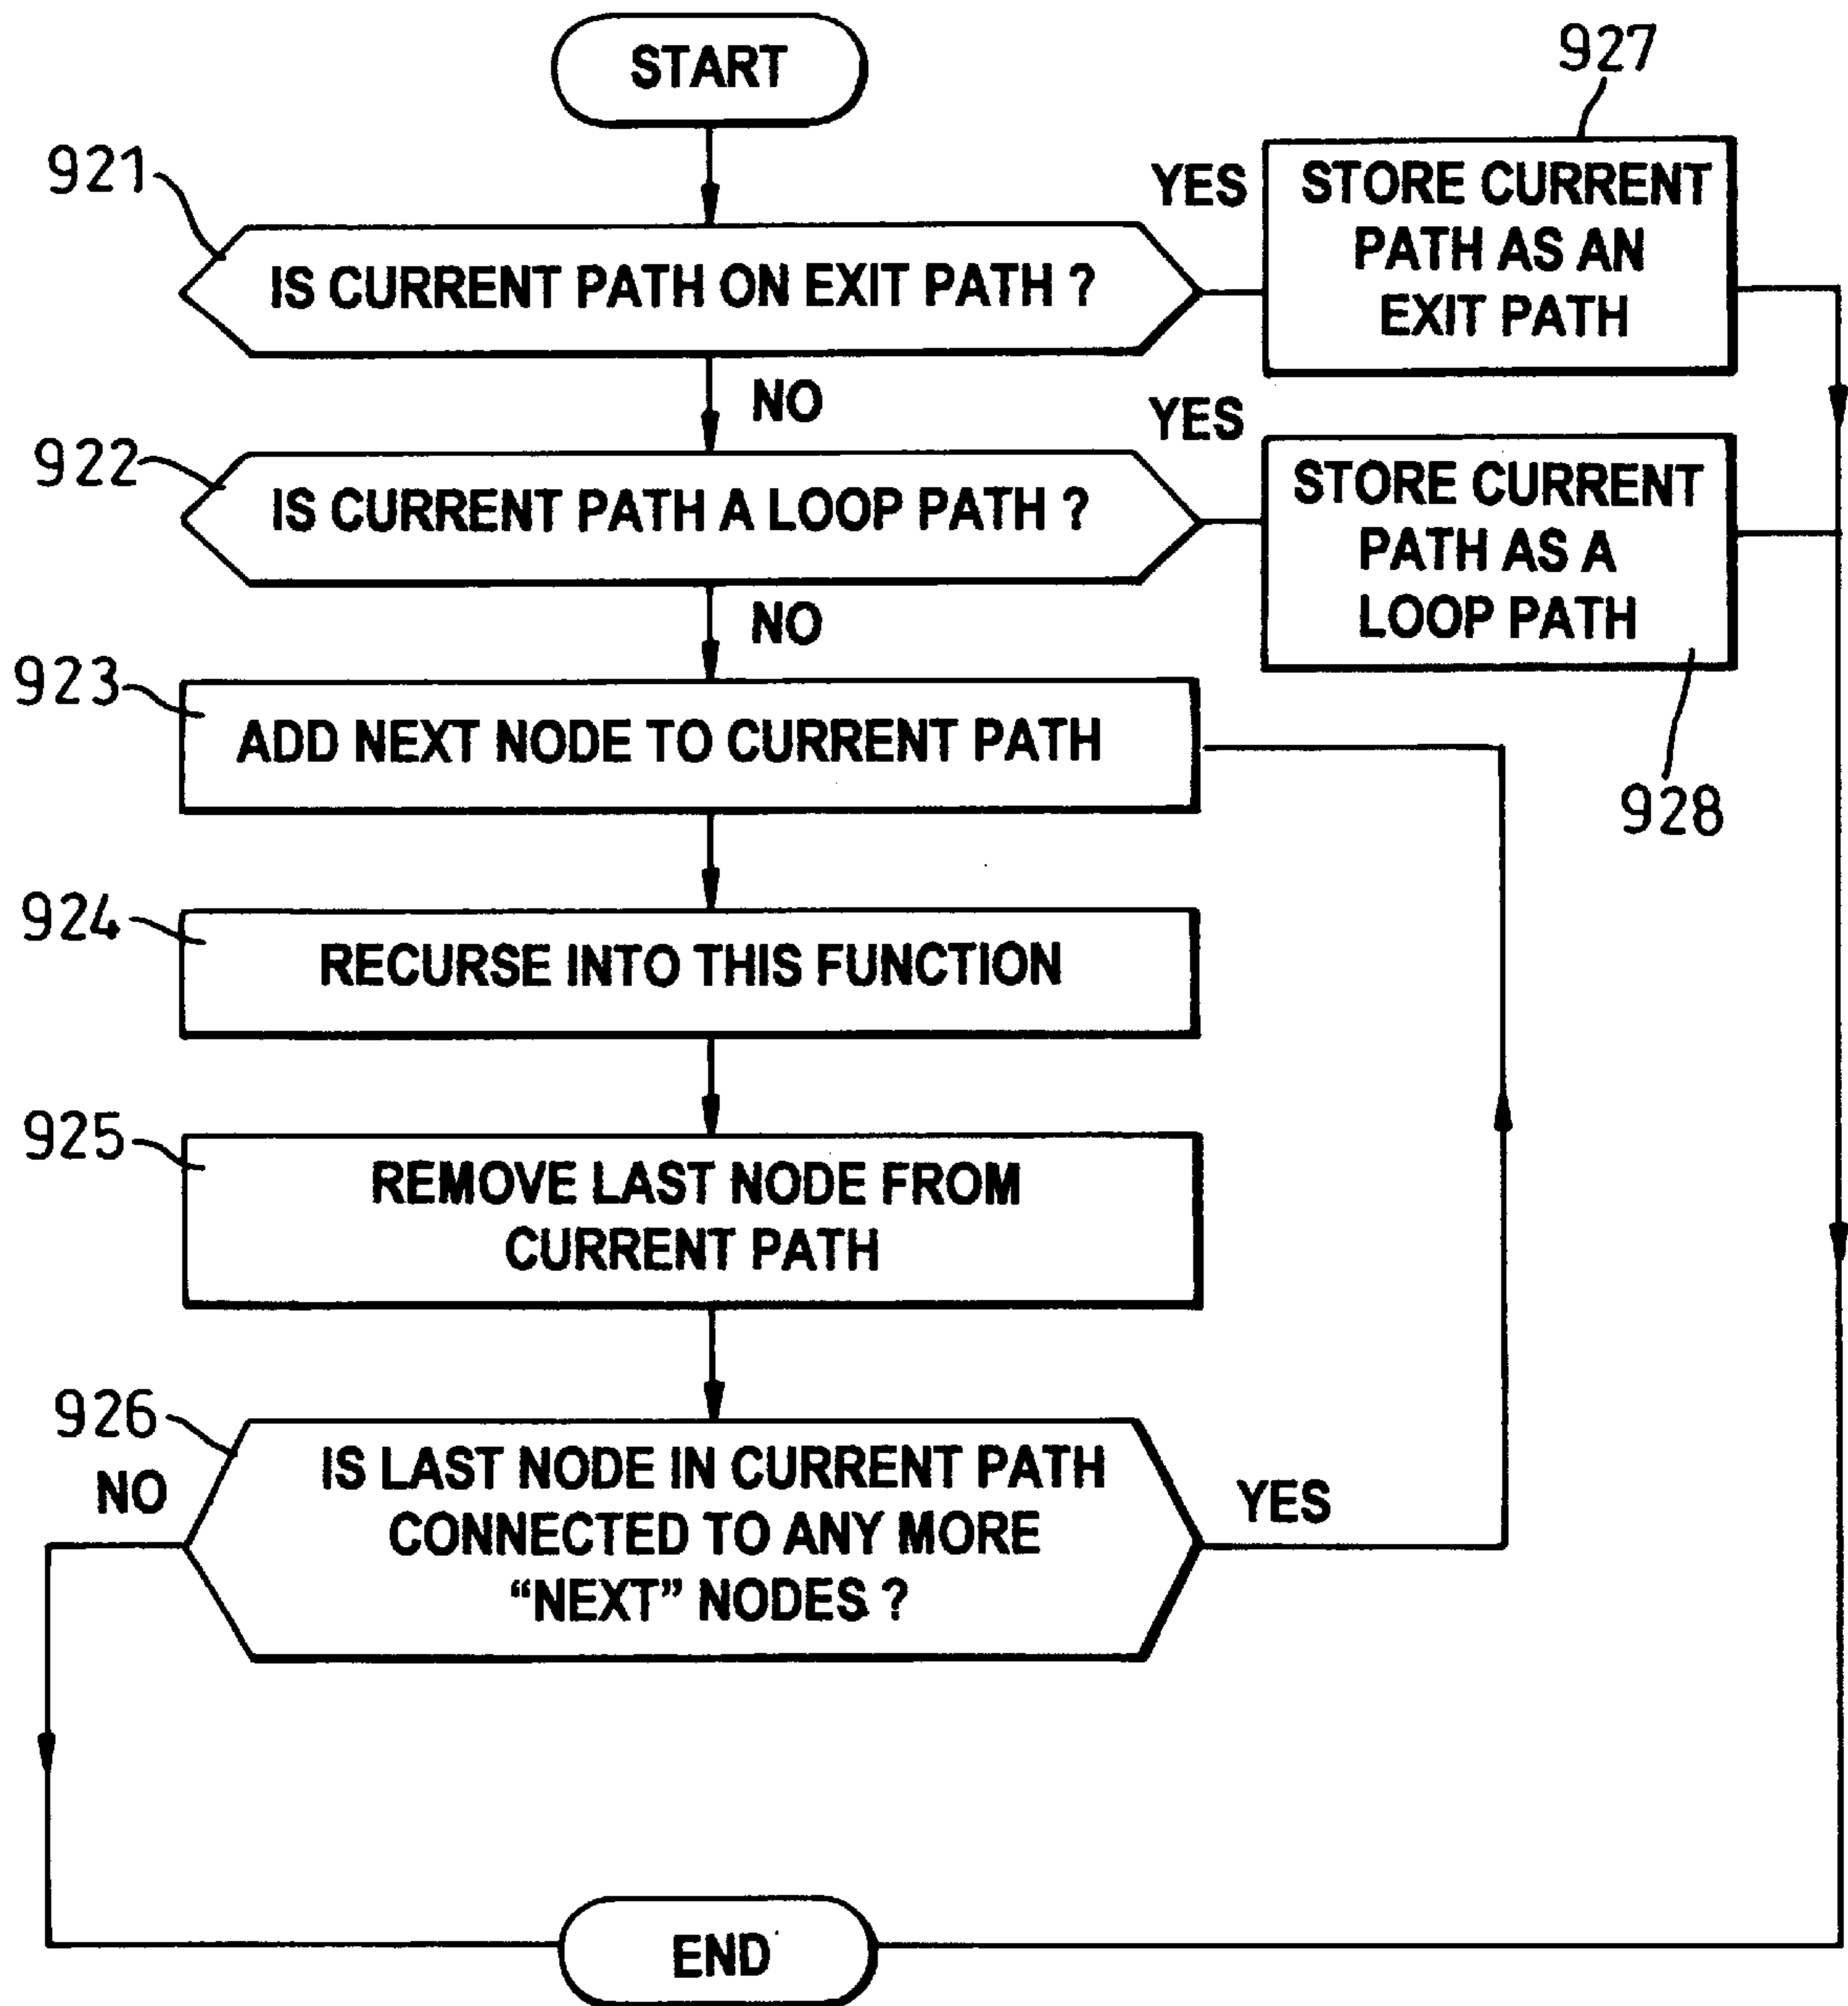 START
927
921
YES
STORE CURRENT
PATH AS AN
EXIT PATH
IS CURRENT PATH ON EXIT PATH ?
NO
YES
922
IS CURRENT PATH A LOOP PATH ?
STORE CURRENT
PATH AS A
LOOP PATH
NO
923
ADD NEXT NODE TO CURRENT PATH
928
924
RECURSE INTO THIS FUNCTION
925
REMOVE LAST NODE FROM
CURRENT PATH
926
NO
IS LAST NODE IN CURRENT PATH
CONNECTED TO ANY MORE
“NEXT” NODES ?
YES
END